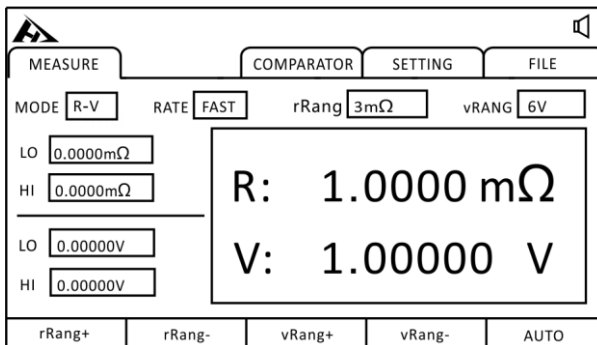 MEASURE COMPARATOR SETTING FILE
MODE R-V RATE FAST rRang 3mΩ vRANG 6V
LO 0.0000mΩ
HI 0.0000mΩ
R: 1.0000 mΩ
LO 0.00000V
HI 0.00000V
V: 1.00000 V
rRang+ rRang- vRang+ vRang- AUTO